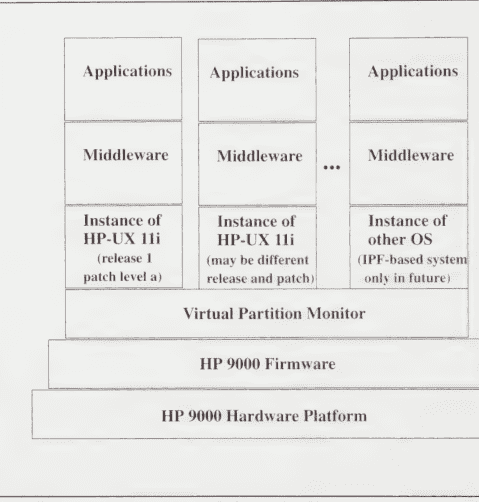 Applications
Applications
Applications
Middleware
Middleware
...
Middleware
Instance of
HP-UX 11i
(release 1
patch level a)
Instance of
HP-UX 11i
(may be different
release and patch)
Instance of
other OS
(IPF-based system
only in future)
Virtual Partition Monitor
HP 9000 Firmware
HP 9000 Hardware Platform